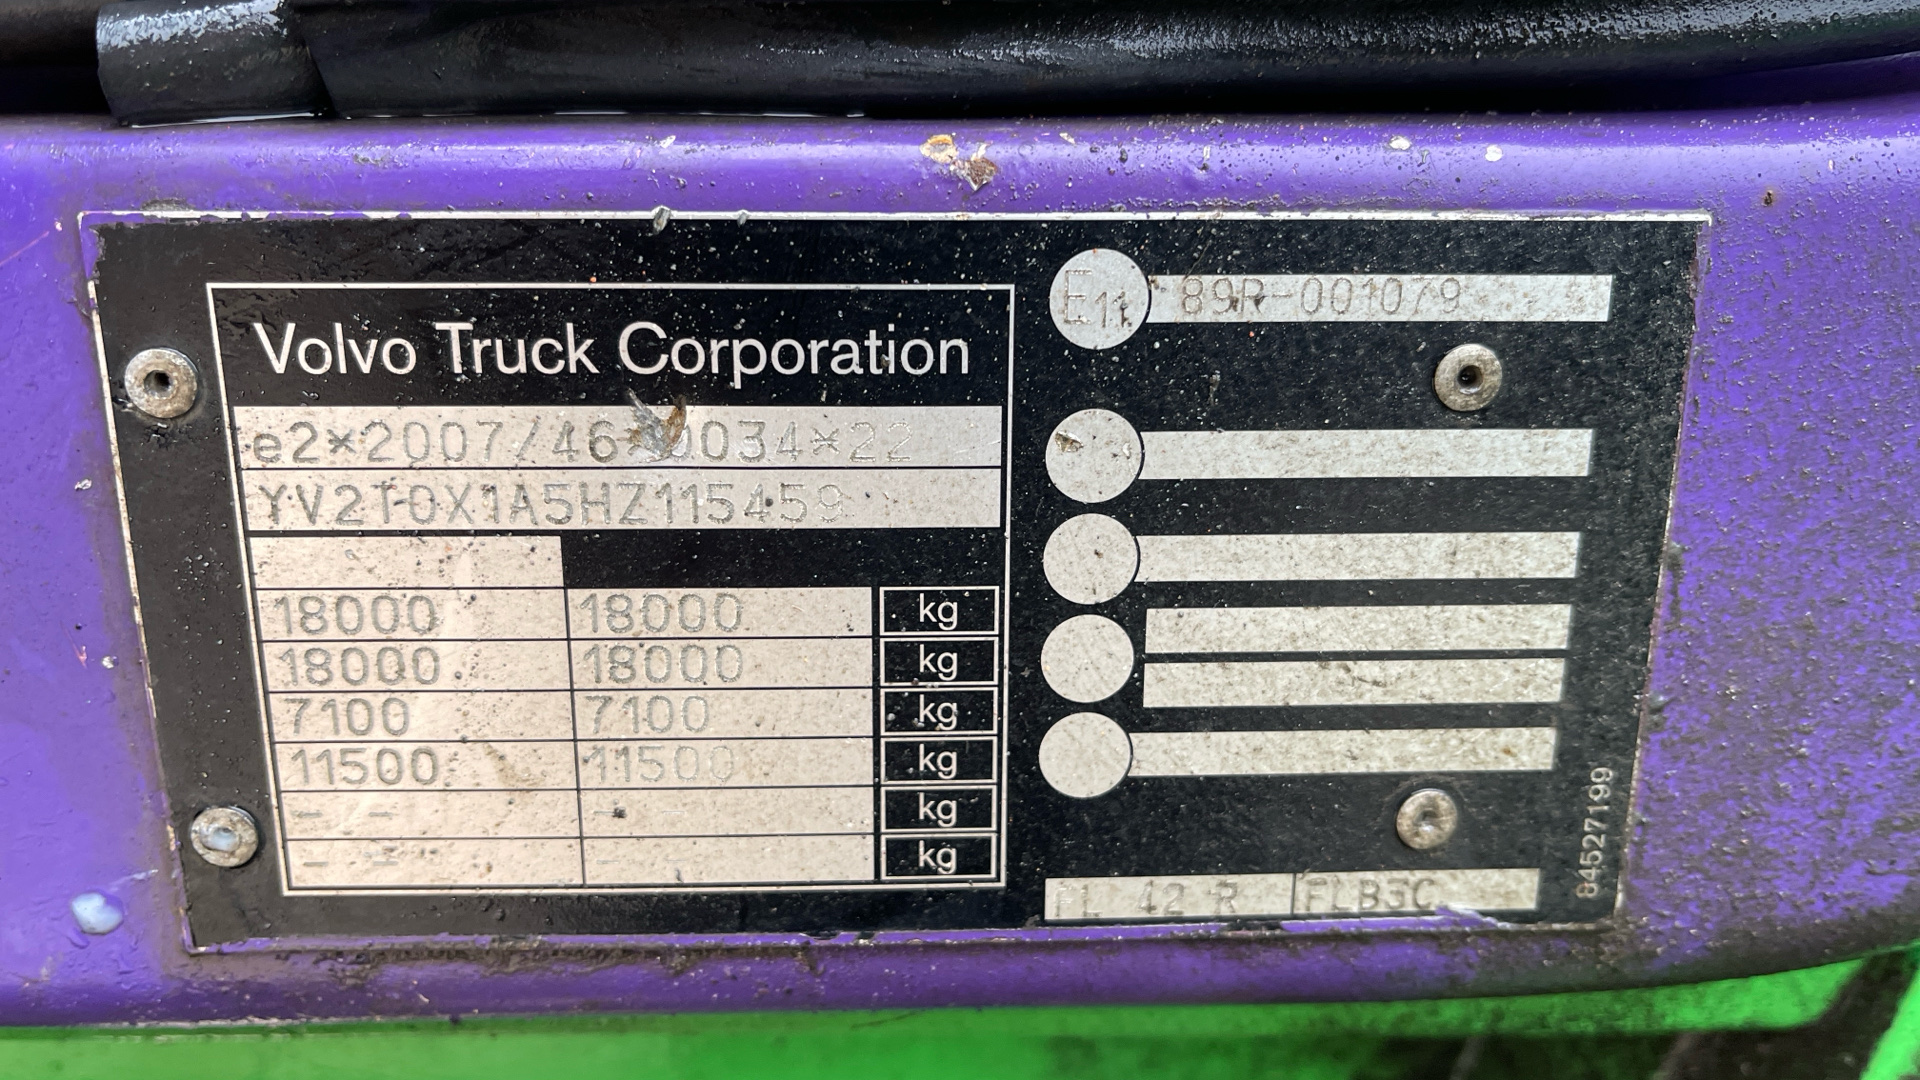 Volvo Truck Corporation
e2*2007/46*0034*22
YV2T0X1A5HZ115459
18000 18000 kg
18000 18000 kg
7100 7100 kg
11500 11500 kg
- - - - kg
- - - - kg
E11 89R-001079
FL 42 R FLB3C
84527199